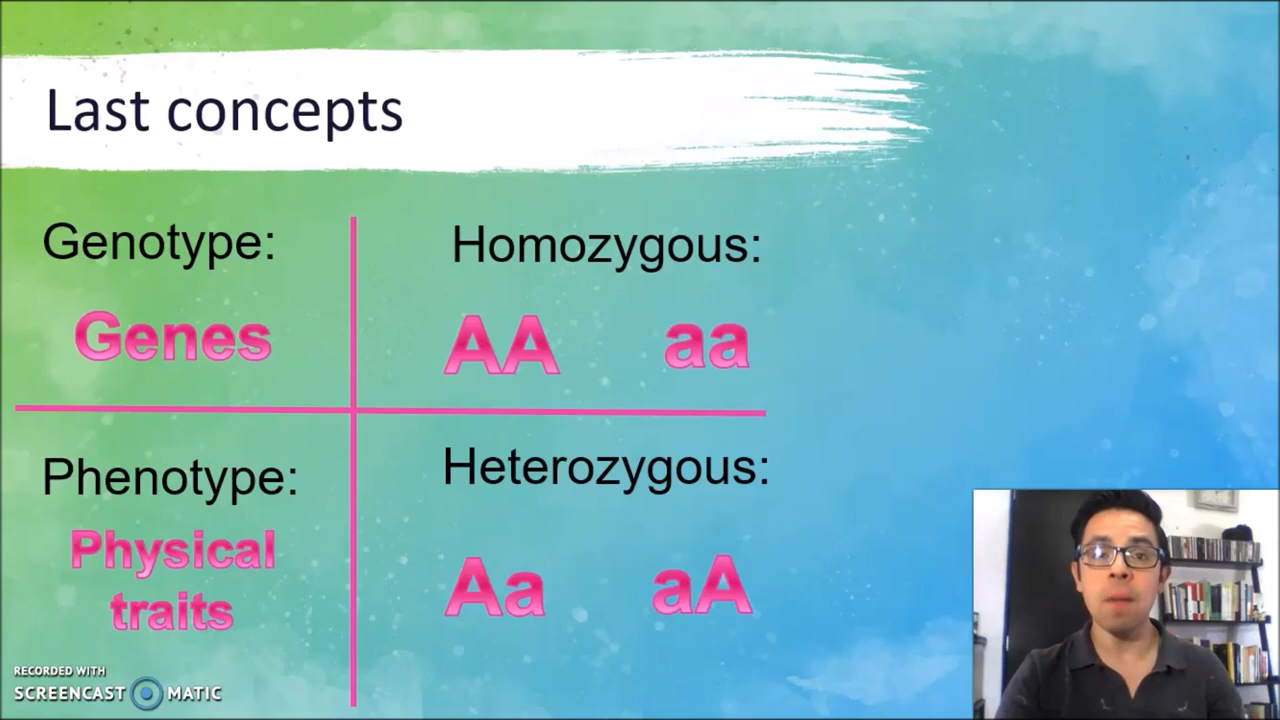 Last concepts
Genotype:
Genes
Homozygous:
AA aa
Phenotype:
Physical
traits
Heterozygous:
Aa aA
RECORDED WITH
SCREENCAST MATIC